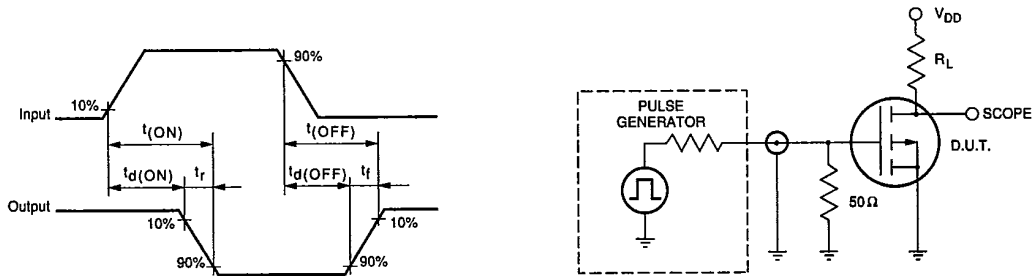 Input
10%
90%
t(ON)
t(OFF)
td(ON)
tr
td(OFF)
tf
Output
10%
90%
90%
10%
PULSE
GENERATOR
VDD
RL
SCOPE
D.U.T.
50Ω